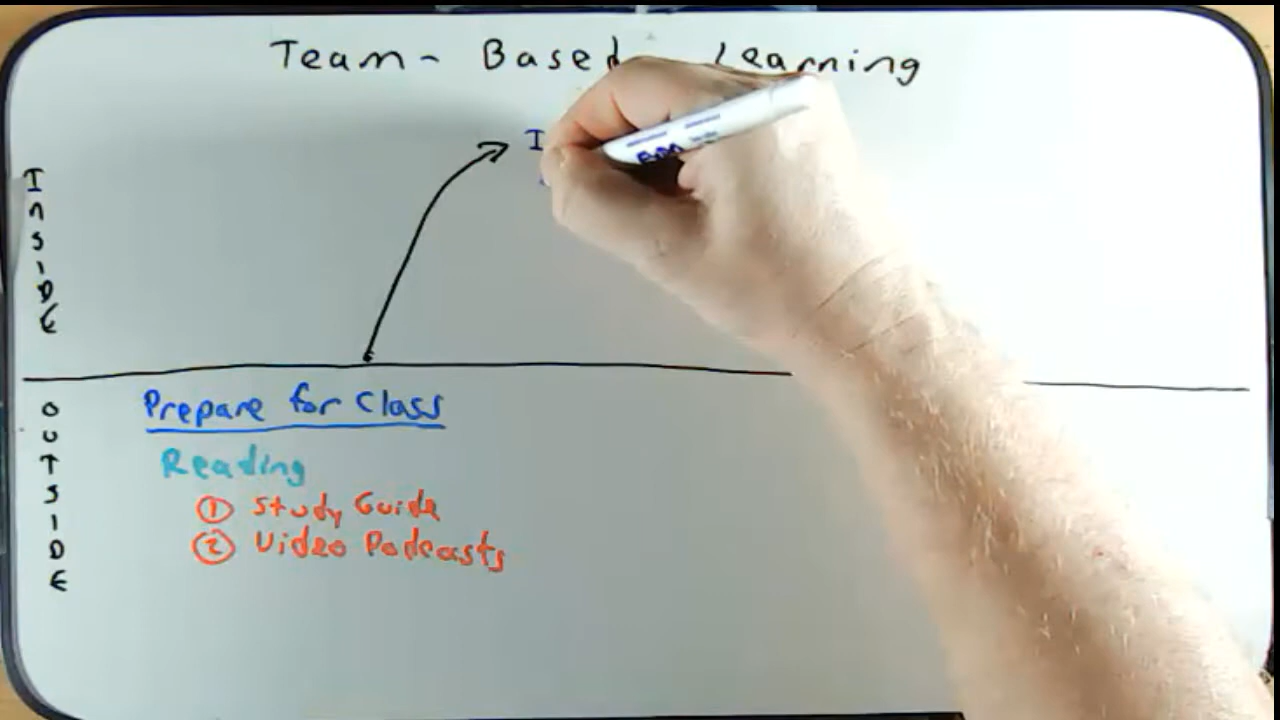 Team - Based Learning
I
INSIDE
Prepare for Class
Reading
① Study Guide
② Video Podcasts
OUTSIDE